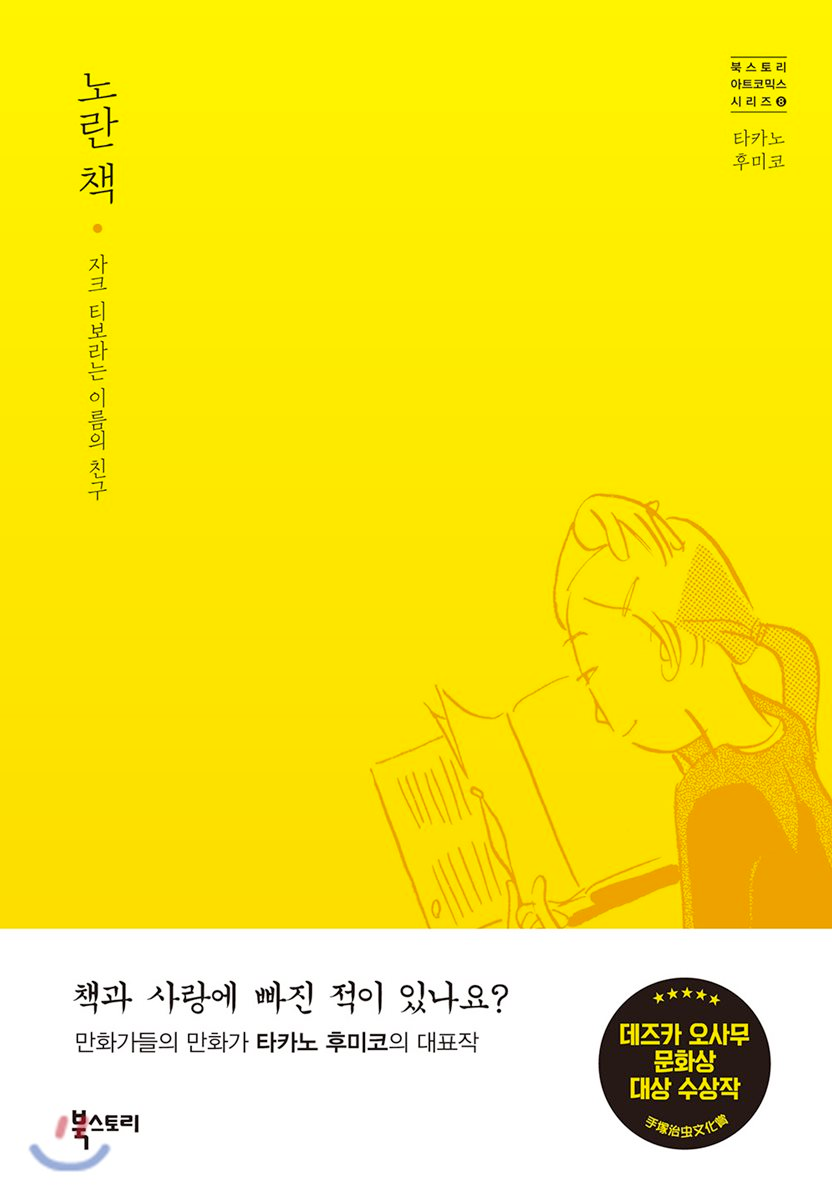 노란 책
자크 티보라는 이름의 친구
북스토리
아트코믹스
시리즈 8
타카노
후미코
책과 사랑에 빠진 적이 있나요?
만화가들의 만화가 타카노 후미코의 대표작
데즈카 오사무
문화상
대상 수상작
手塚治虫文化賞
북스토리